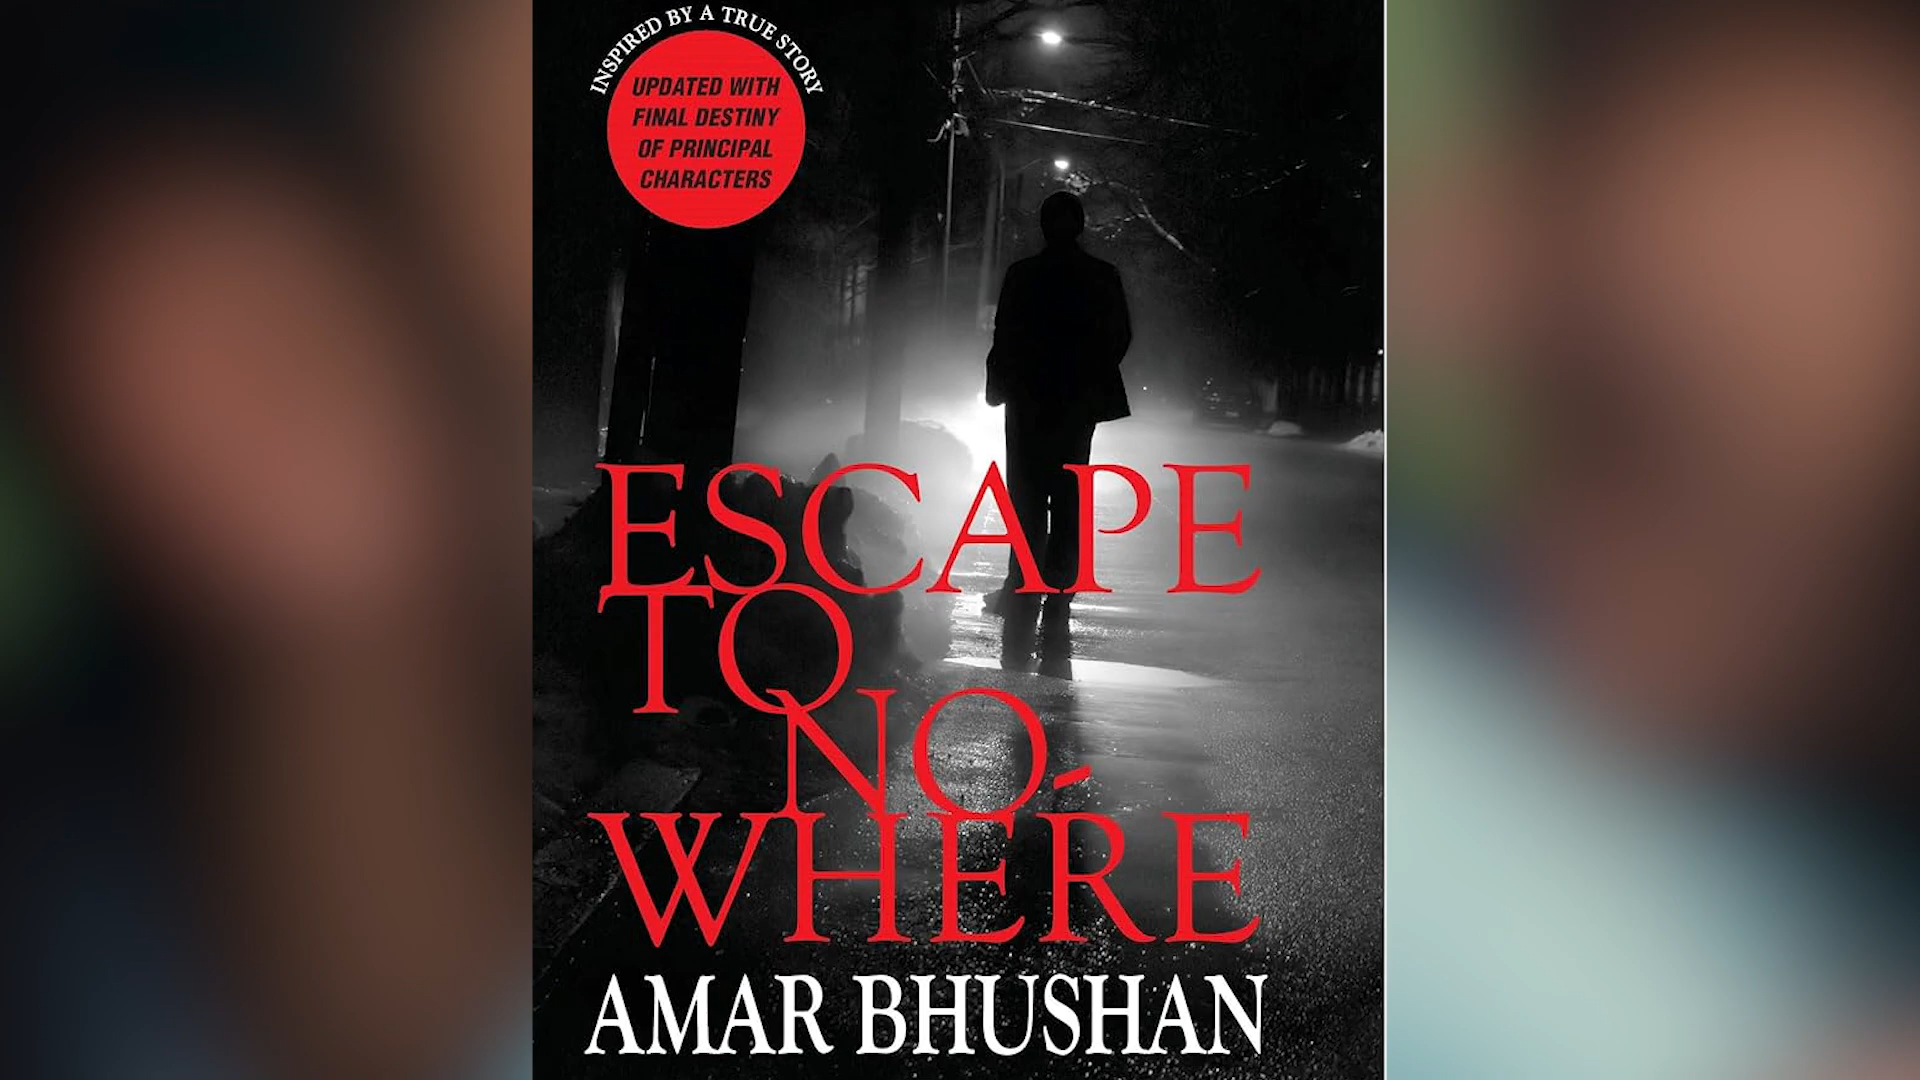 INSPIRED BY A TRUE STORY
UPDATED WITH
FINAL DESTINY
OF PRINCIPAL
CHARACTERS
ESCAPE
TO
NO
WHERE
AMAR BHUSHAN